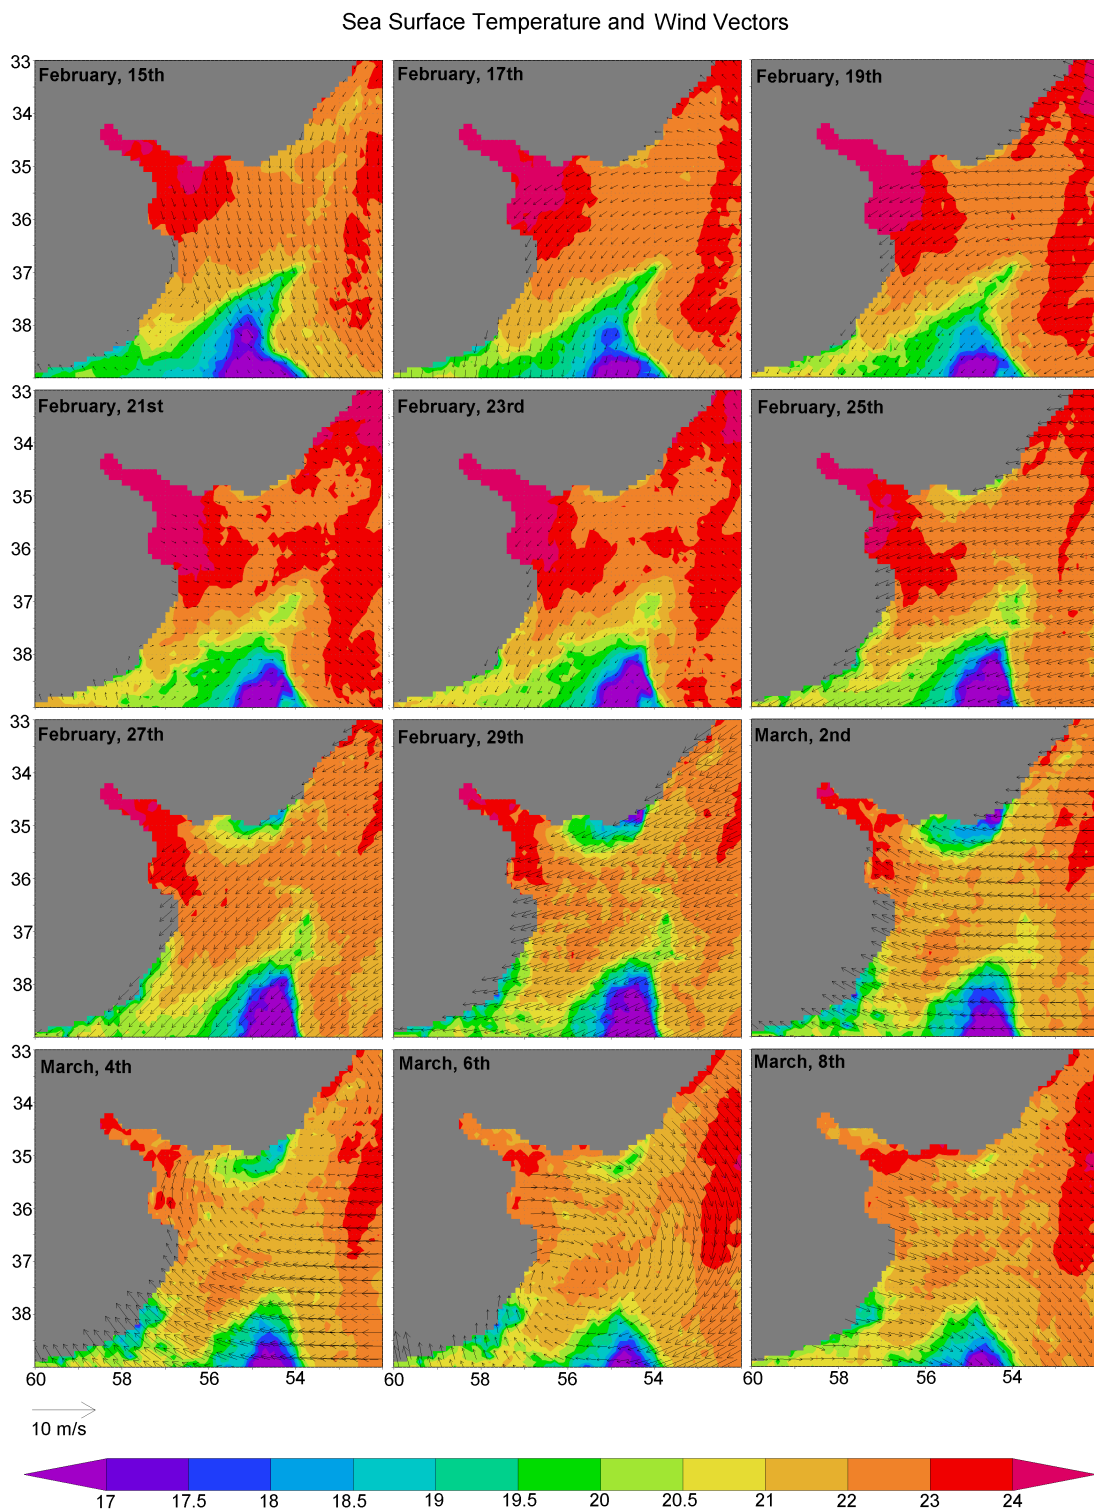 Sea Surface Temperature and Wind Vectors
33
February, 15th
February, 17th
February, 19th
34
35
36
37
38
33
February, 21st
February, 23rd
February, 25th
34
35
36
37
38
33
February, 27th
February, 29th
March, 2nd
34
35
36
37
38
33
March, 4th
March, 6th
March, 8th
34
35
36
37
38
60 58 56 54 60 58 56 54 60 58 56 54
10 m/s
17 17.5 18 18.5 19 19.5 20 20.5 21 22 23 24